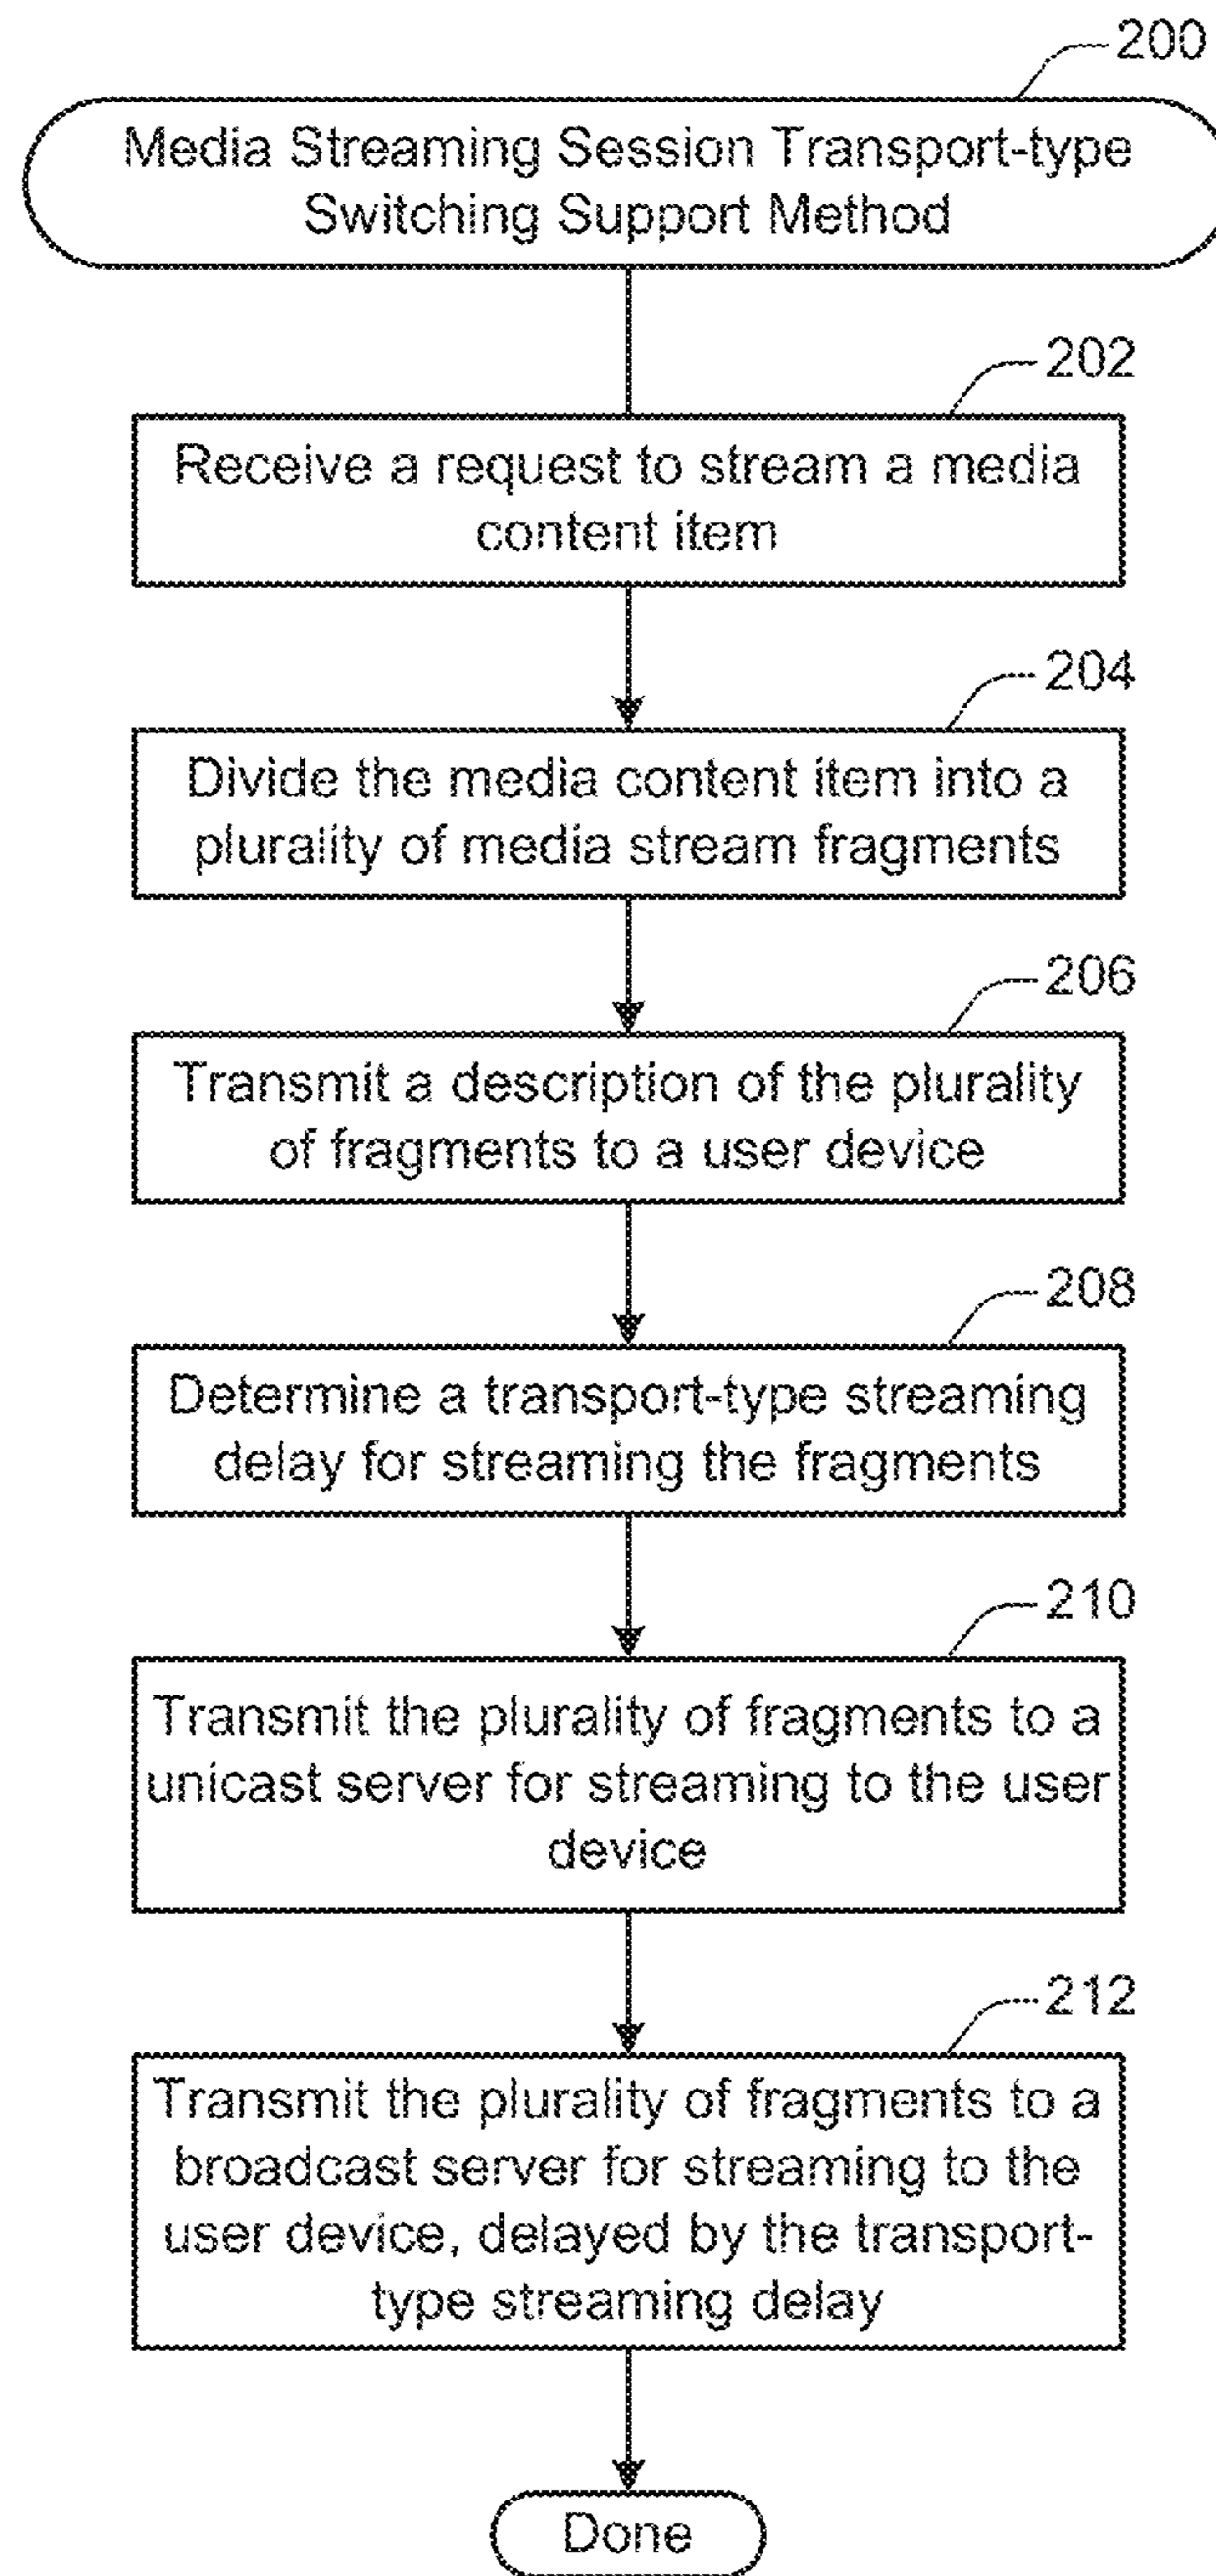 200
Media Streaming Session Transport-type
Switching Support Method
202
Receive a request to stream a media
content item
204
Divide the media content item into a
plurality of media stream fragments
206
Transmit a description of the plurality
of fragments to a user device
208
Determine a transport-type streaming
delay for streaming the fragments
210
Transmit the plurality of fragments to a
unicast server for streaming to the user
device
212
Transmit the plurality of fragments to a
broadcast server for streaming to the
user device, delayed by the transport-
type streaming delay
Done